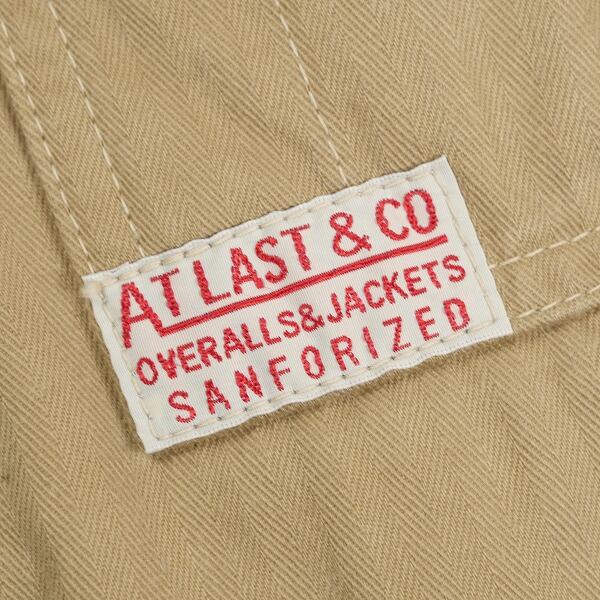 AT LAST & CO
OVERALLS&JACKETS
SANFORIZED